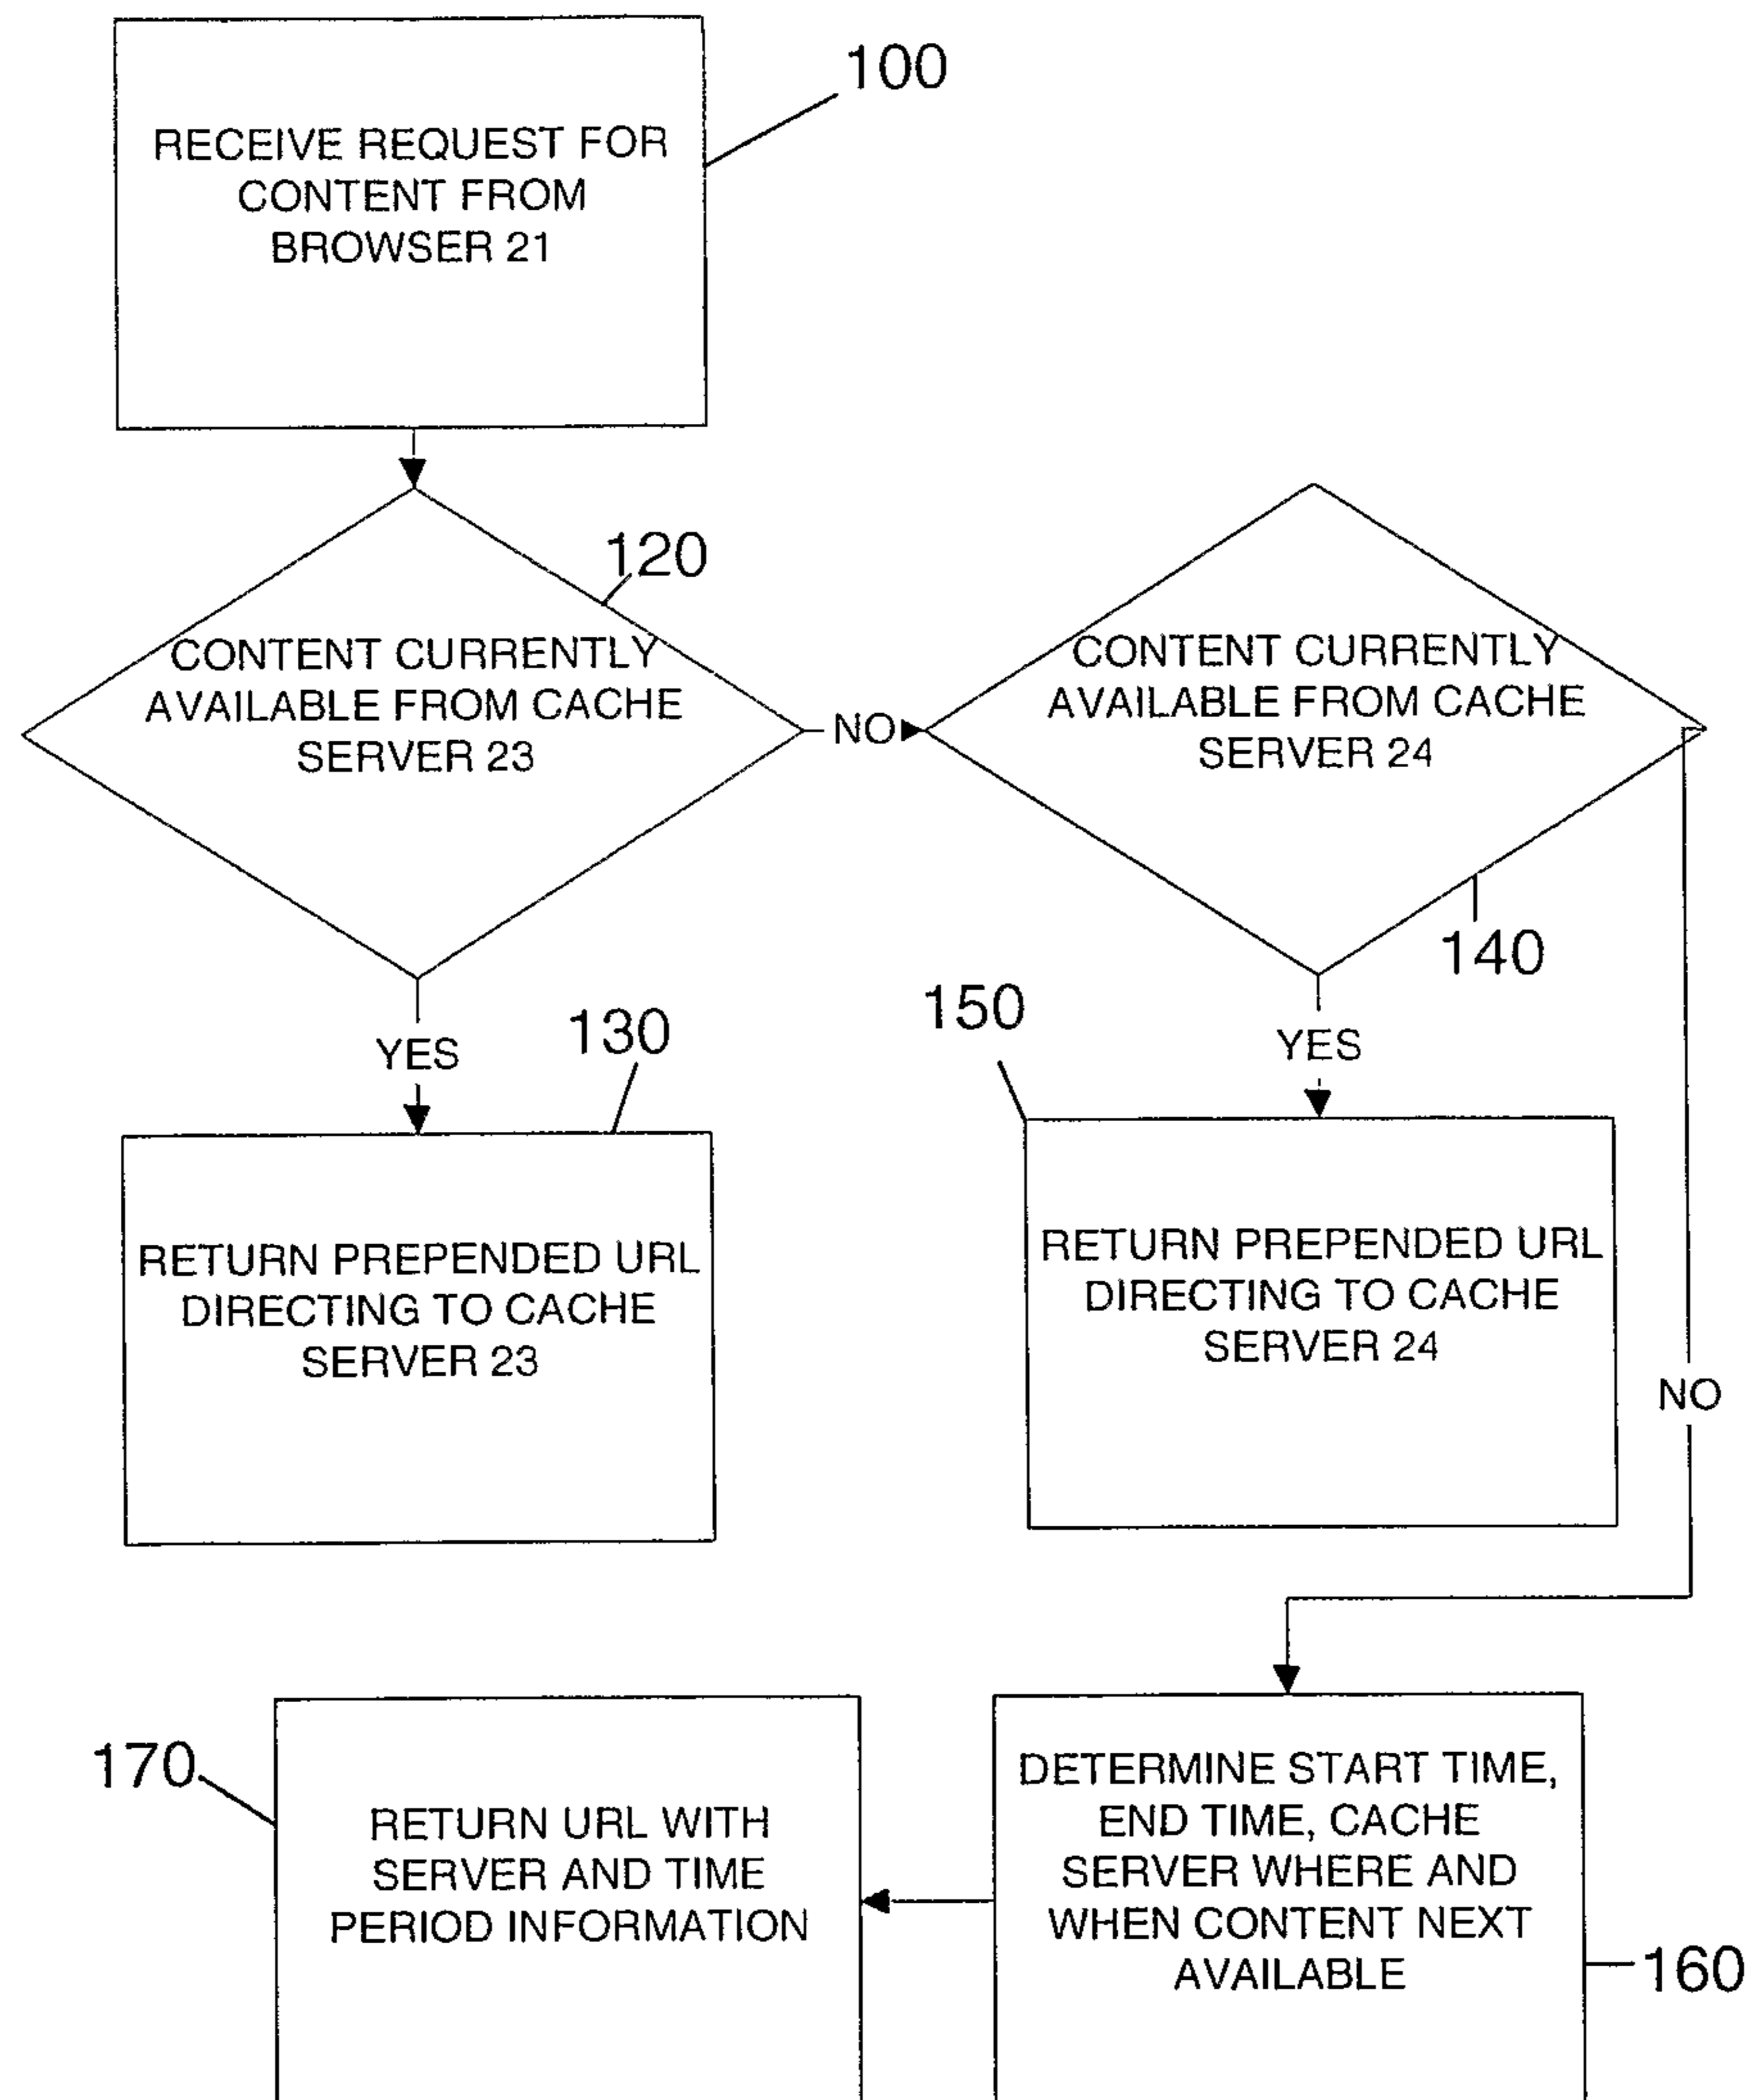 100
RECEIVE REQUEST FOR
CONTENT FROM
BROWSER 21
120
CONTENT CURRENTLY
AVAILABLE FROM CACHE
SERVER 23
NO
CONTENT CURRENTLY
AVAILABLE FROM CACHE
SERVER 24
140
YES
130
150
YES
RETURN PREPENDED URL
DIRECTING TO CACHE
SERVER 23
RETURN PREPENDED URL
DIRECTING TO CACHE
SERVER 24
NO
170
RETURN URL WITH
SERVER AND TIME
PERIOD INFORMATION
DETERMINE START TIME,
END TIME, CACHE
SERVER WHERE AND
WHEN CONTENT NEXT
AVAILABLE
160